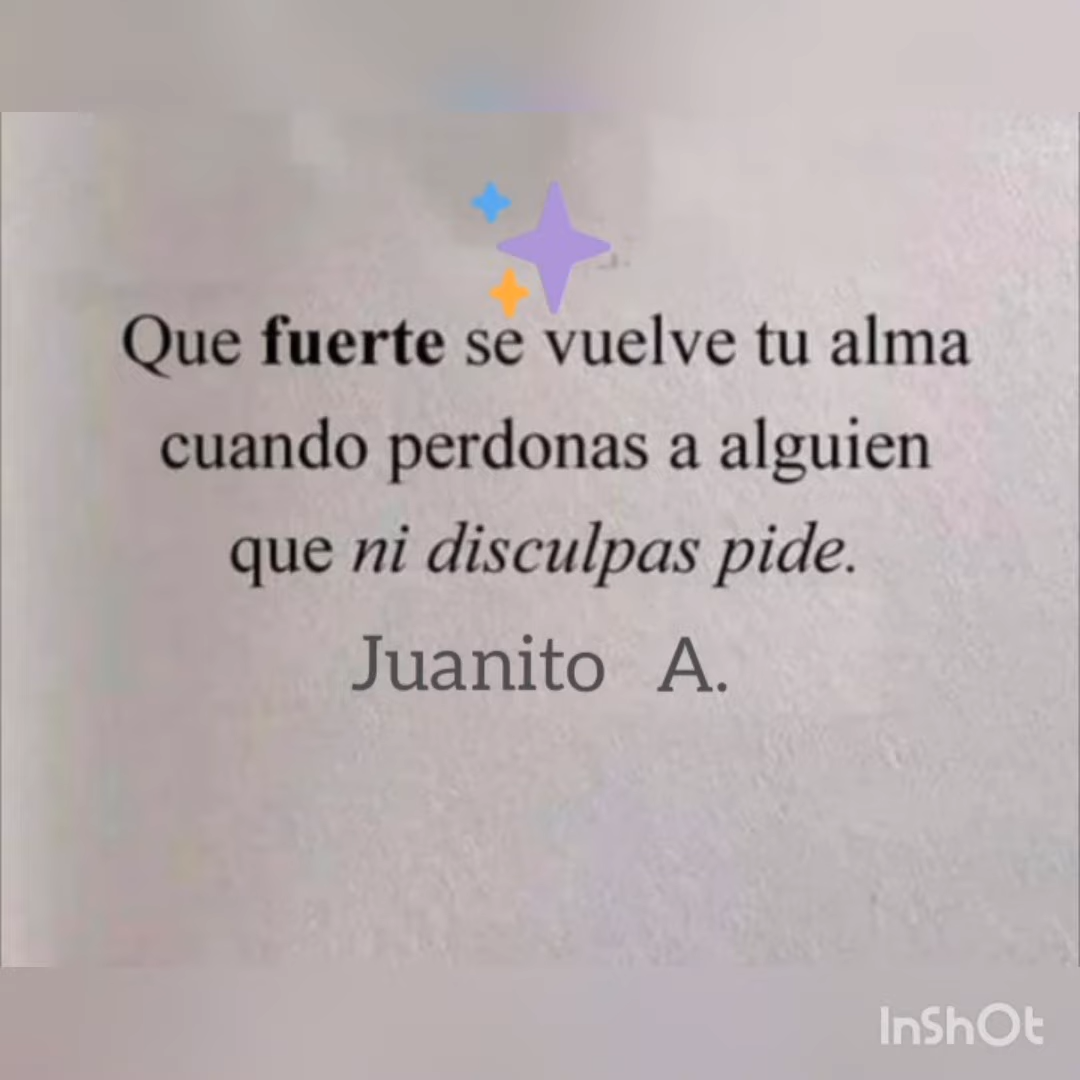 Que fuerte se vuelve tu alma
cuando perdonas a alguien
que ni disculpas pide.
Juanito A.
InShOt